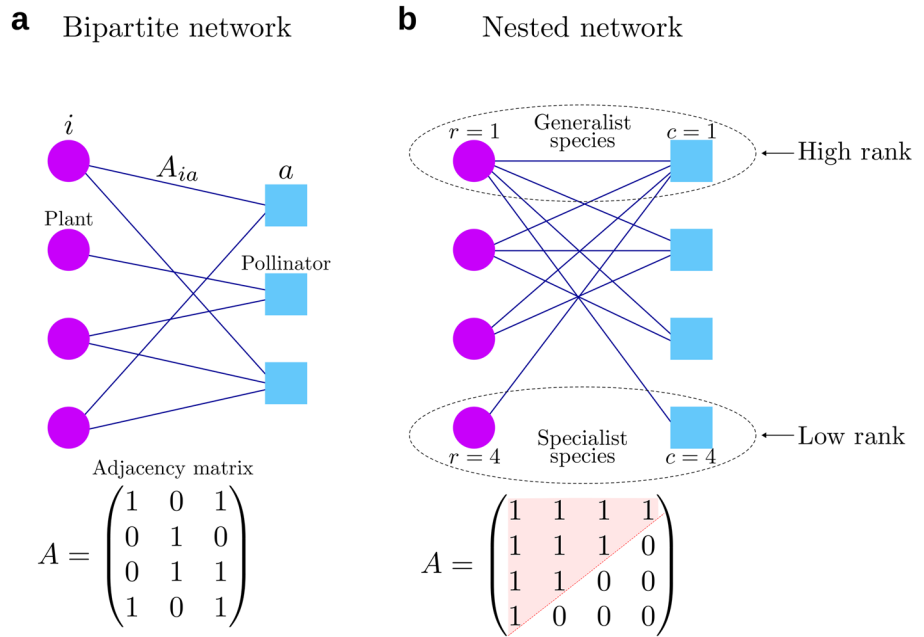 a Bipartite network
i
A_{ia}
a
Plant
Pollinator
Adjacency matrix
A =
1 0 1
0 1 0
0 1 1
1 0 1
b Nested network
r = 1
Generalist
species
c = 1
High rank
Specialist
species
r = 4
c = 4
Low rank
A =
1 1 1 1
1 1 1 0
1 1 0 0
1 0 0 0